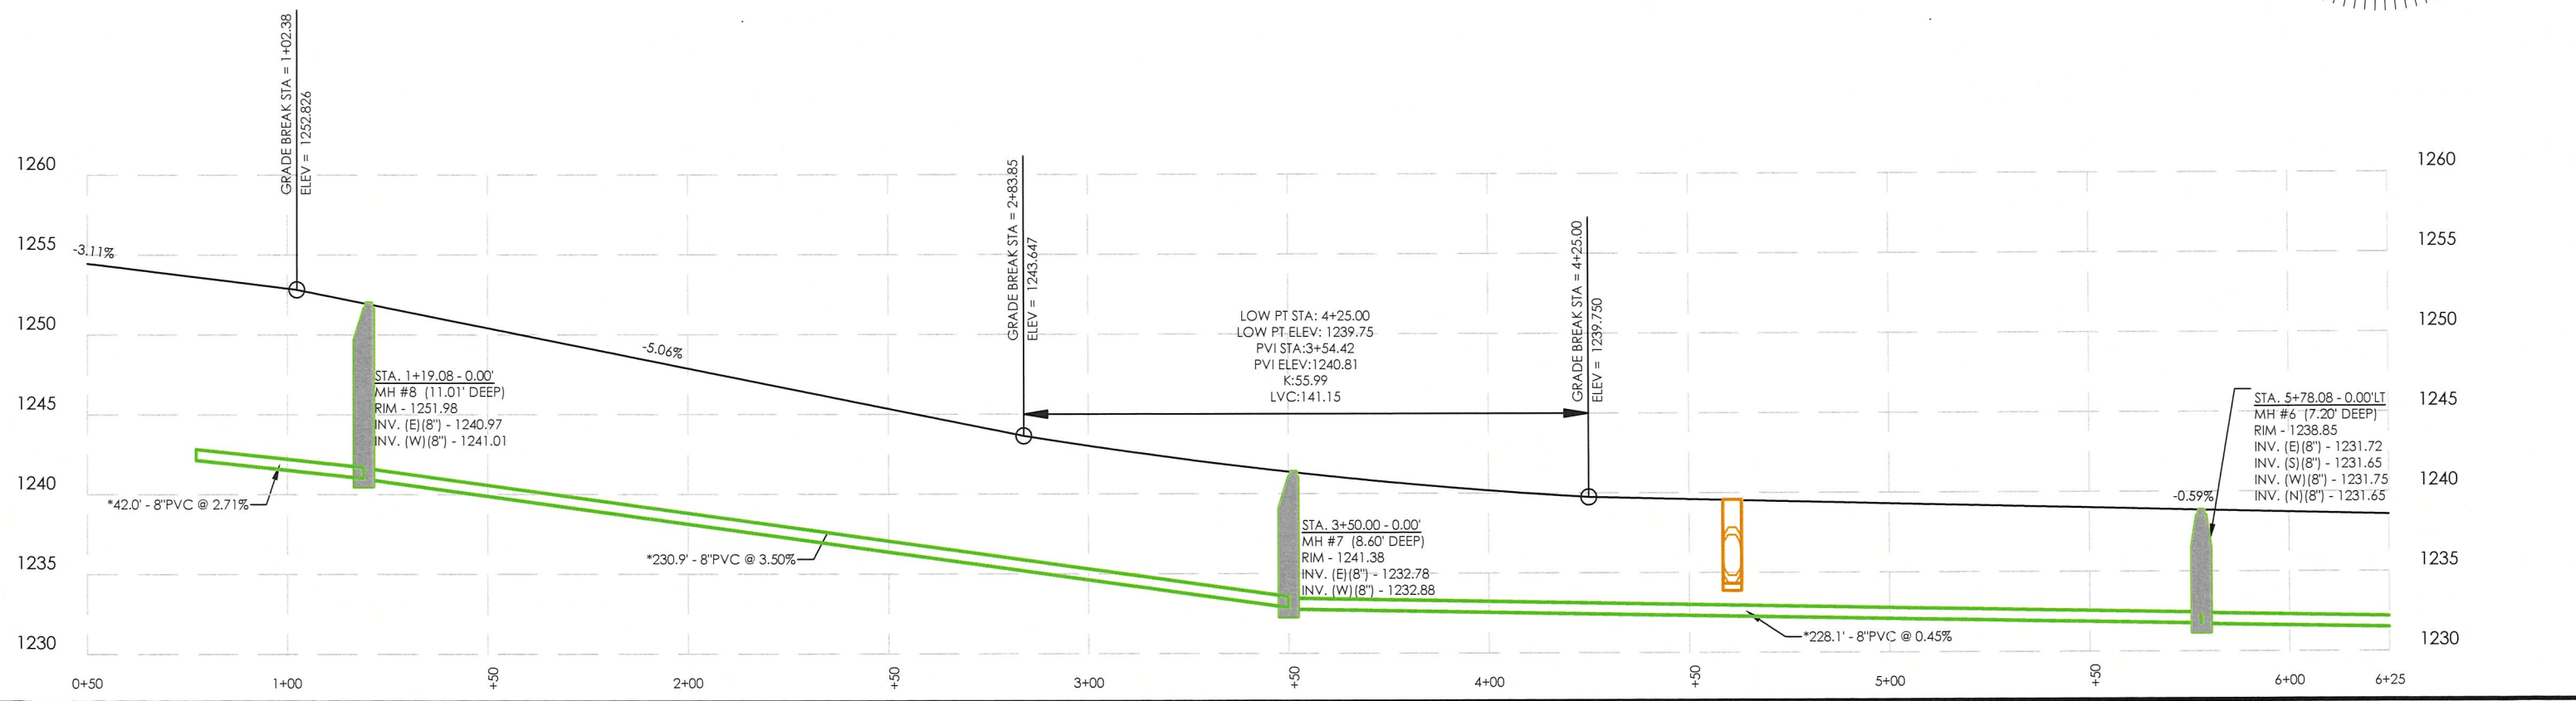 GRADE BREAK STA = 1+02.38
ELEV = 1252.826
GRADE BREAK STA = 2+83.85
ELEV = 1243.647
GRADE BREAK STA = 4+25.00
ELEV = 1239.750
1260
1260
1255
1255
1250
1250
1245
1245
1240
1240
1235
1235
1230
1230
-3.11%
-5.06%
-0.59%
LOW PT STA: 4+25.00
LOW PT ELEV: 1239.75
PVI STA:3+54.42
PVI ELEV:1240.81
K:55.99
LVC:141.15
STA. 1+19.08 - 0.00'
MH #8 (11.01' DEEP)
RIM - 1251.98
INV. (E)(8") - 1240.97
INV. (W)(8") - 1241.01
*42.0' - 8"PVC @ 2.71%
*230.9' - 8"PVC @ 3.50%
STA. 3+50.00 - 0.00'
MH #7 (8.60' DEEP)
RIM - 1241.38
INV. (E)(8") - 1232.78
INV. (W)(8") - 1232.88
*228.1' - 8"PVC @ 0.45%
STA. 5+78.08 - 0.00'LT
MH #6 (7.20' DEEP)
RIM - 1238.85
INV. (E)(8") - 1231.72
INV. (S)(8") - 1231.65
INV. (W)(8") - 1231.75
INV. (N)(8") - 1231.65
0+50
1+00
+50
2+00
+50
3+00
+50
4+00
+50
5+00
+50
6+00
6+25